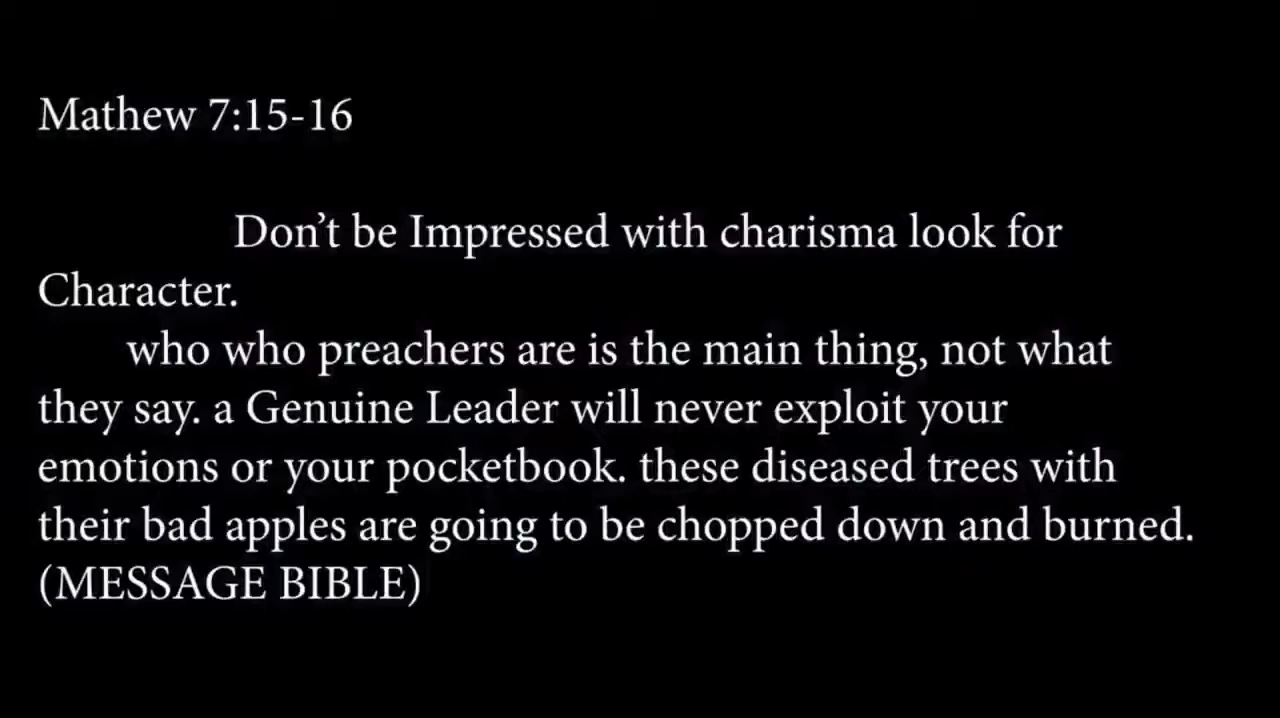 Mathew 7:15-16
Don’t be Impressed with charisma look for
Character.
who who preachers are is the main thing, not what
they say. a Genuine Leader will never exploit your
emotions or your pocketbook. these diseased trees with
their bad apples are going to be chopped down and burned.
(MESSAGE BIBLE)